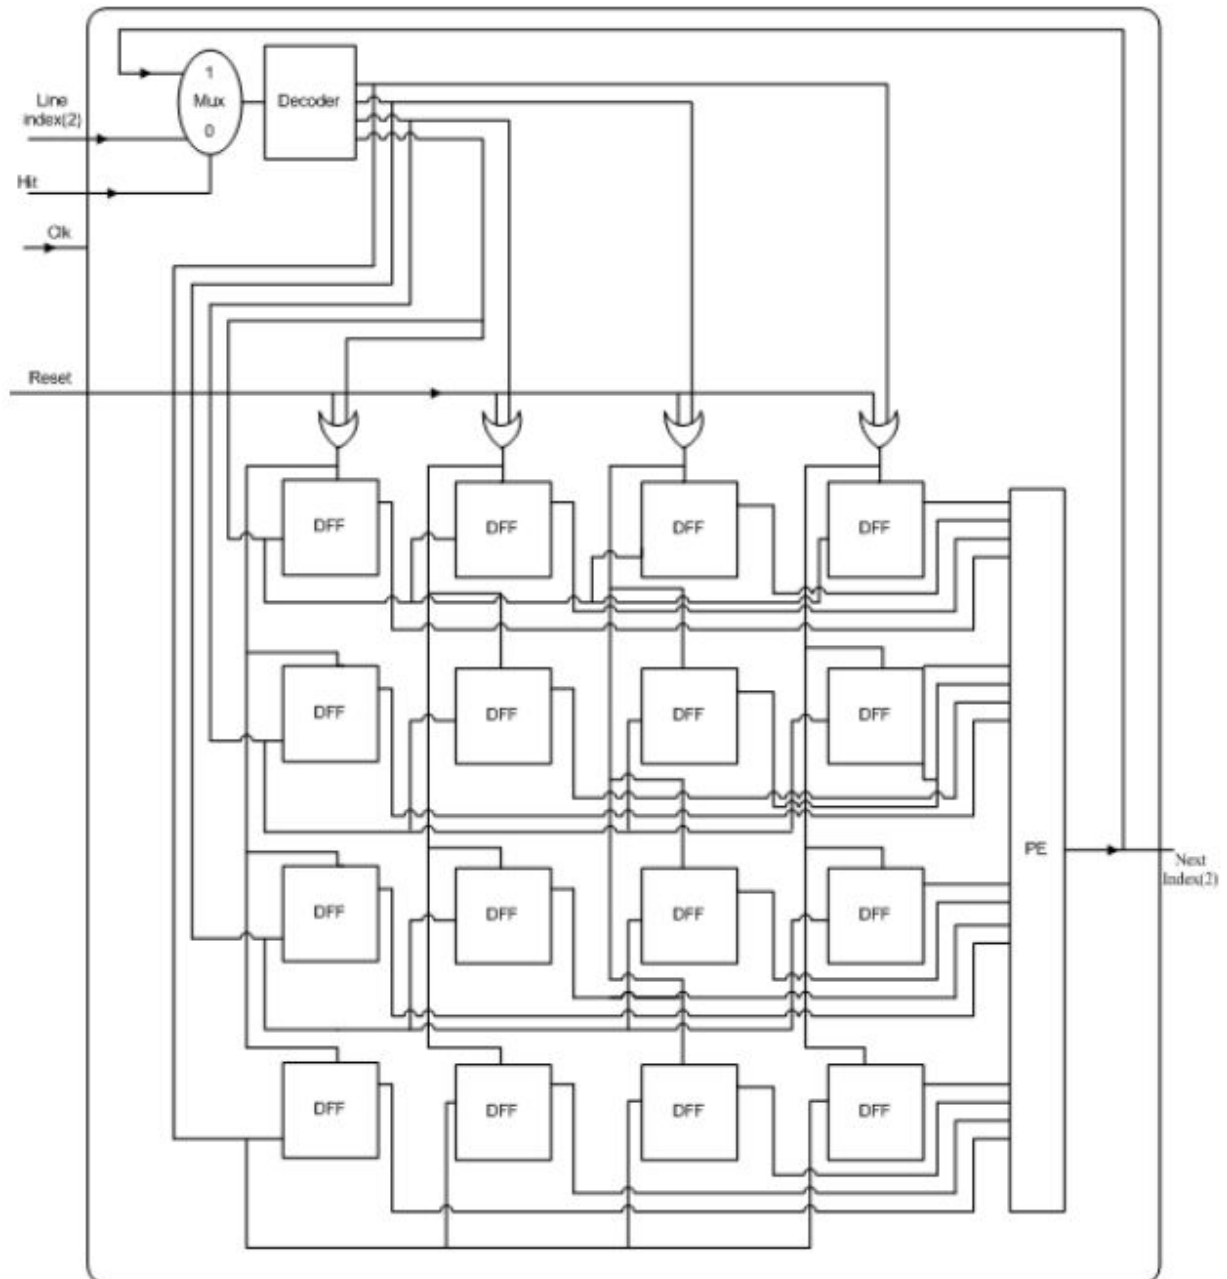 1
Mux
0
Decoder
Line
index(2)
Hit
Clk
Reset
DFF DFF DFF DFF
DFF DFF DFF DFF
PE
Next
Index(2)
DFF DFF DFF DFF
DFF DFF DFF DFF